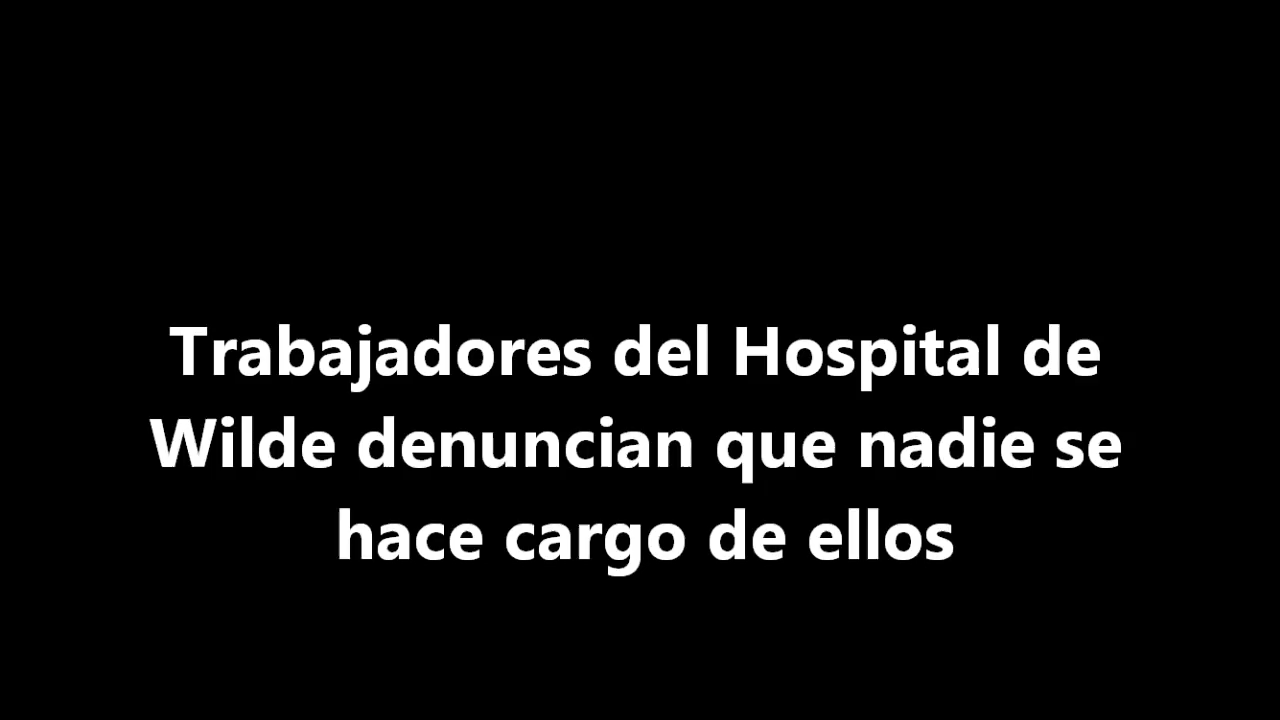 Trabajadores del Hospital de
Wilde denuncian que nadie se
hace cargo de ellos